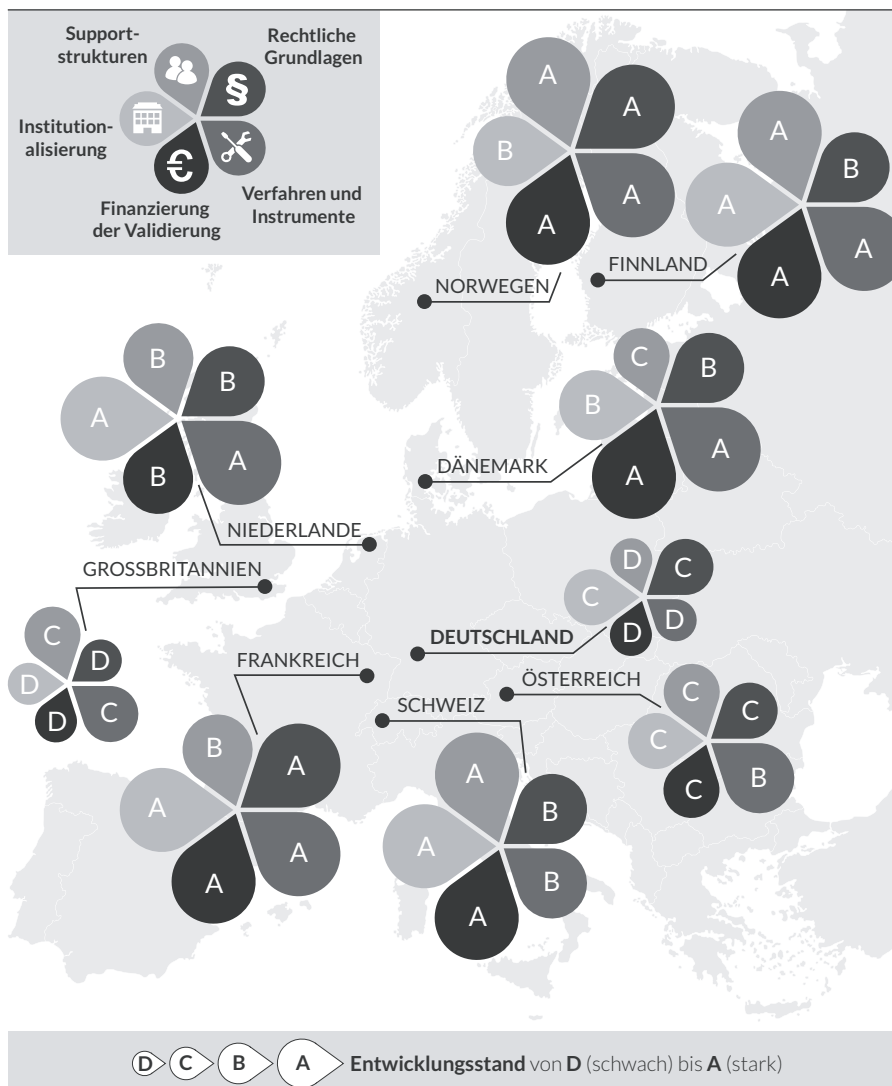 Support-
strukturen
Rechtliche
Grundlagen
§
Institution-
alisierung
€
Finanzierung
der Validierung
Verfahren und
Instrumente
A
A
B
A
A
NORWEGEN
A
B
A
A
A
FINNLAND
B
B
A
A
B
NIEDERLANDE
C
B
B
A
A
DÄNEMARK
GROSSBRITANNIEN
C
D
D
C
D
D
C
C
D
D
DEUTSCHLAND
FRANKREICH
B
A
A
A
A
SCHWEIZ
A
B
A
B
A
ÖSTERREICH
C
C
C
B
C
D C B A Entwicklungsstand von D (schwach) bis A (stark)